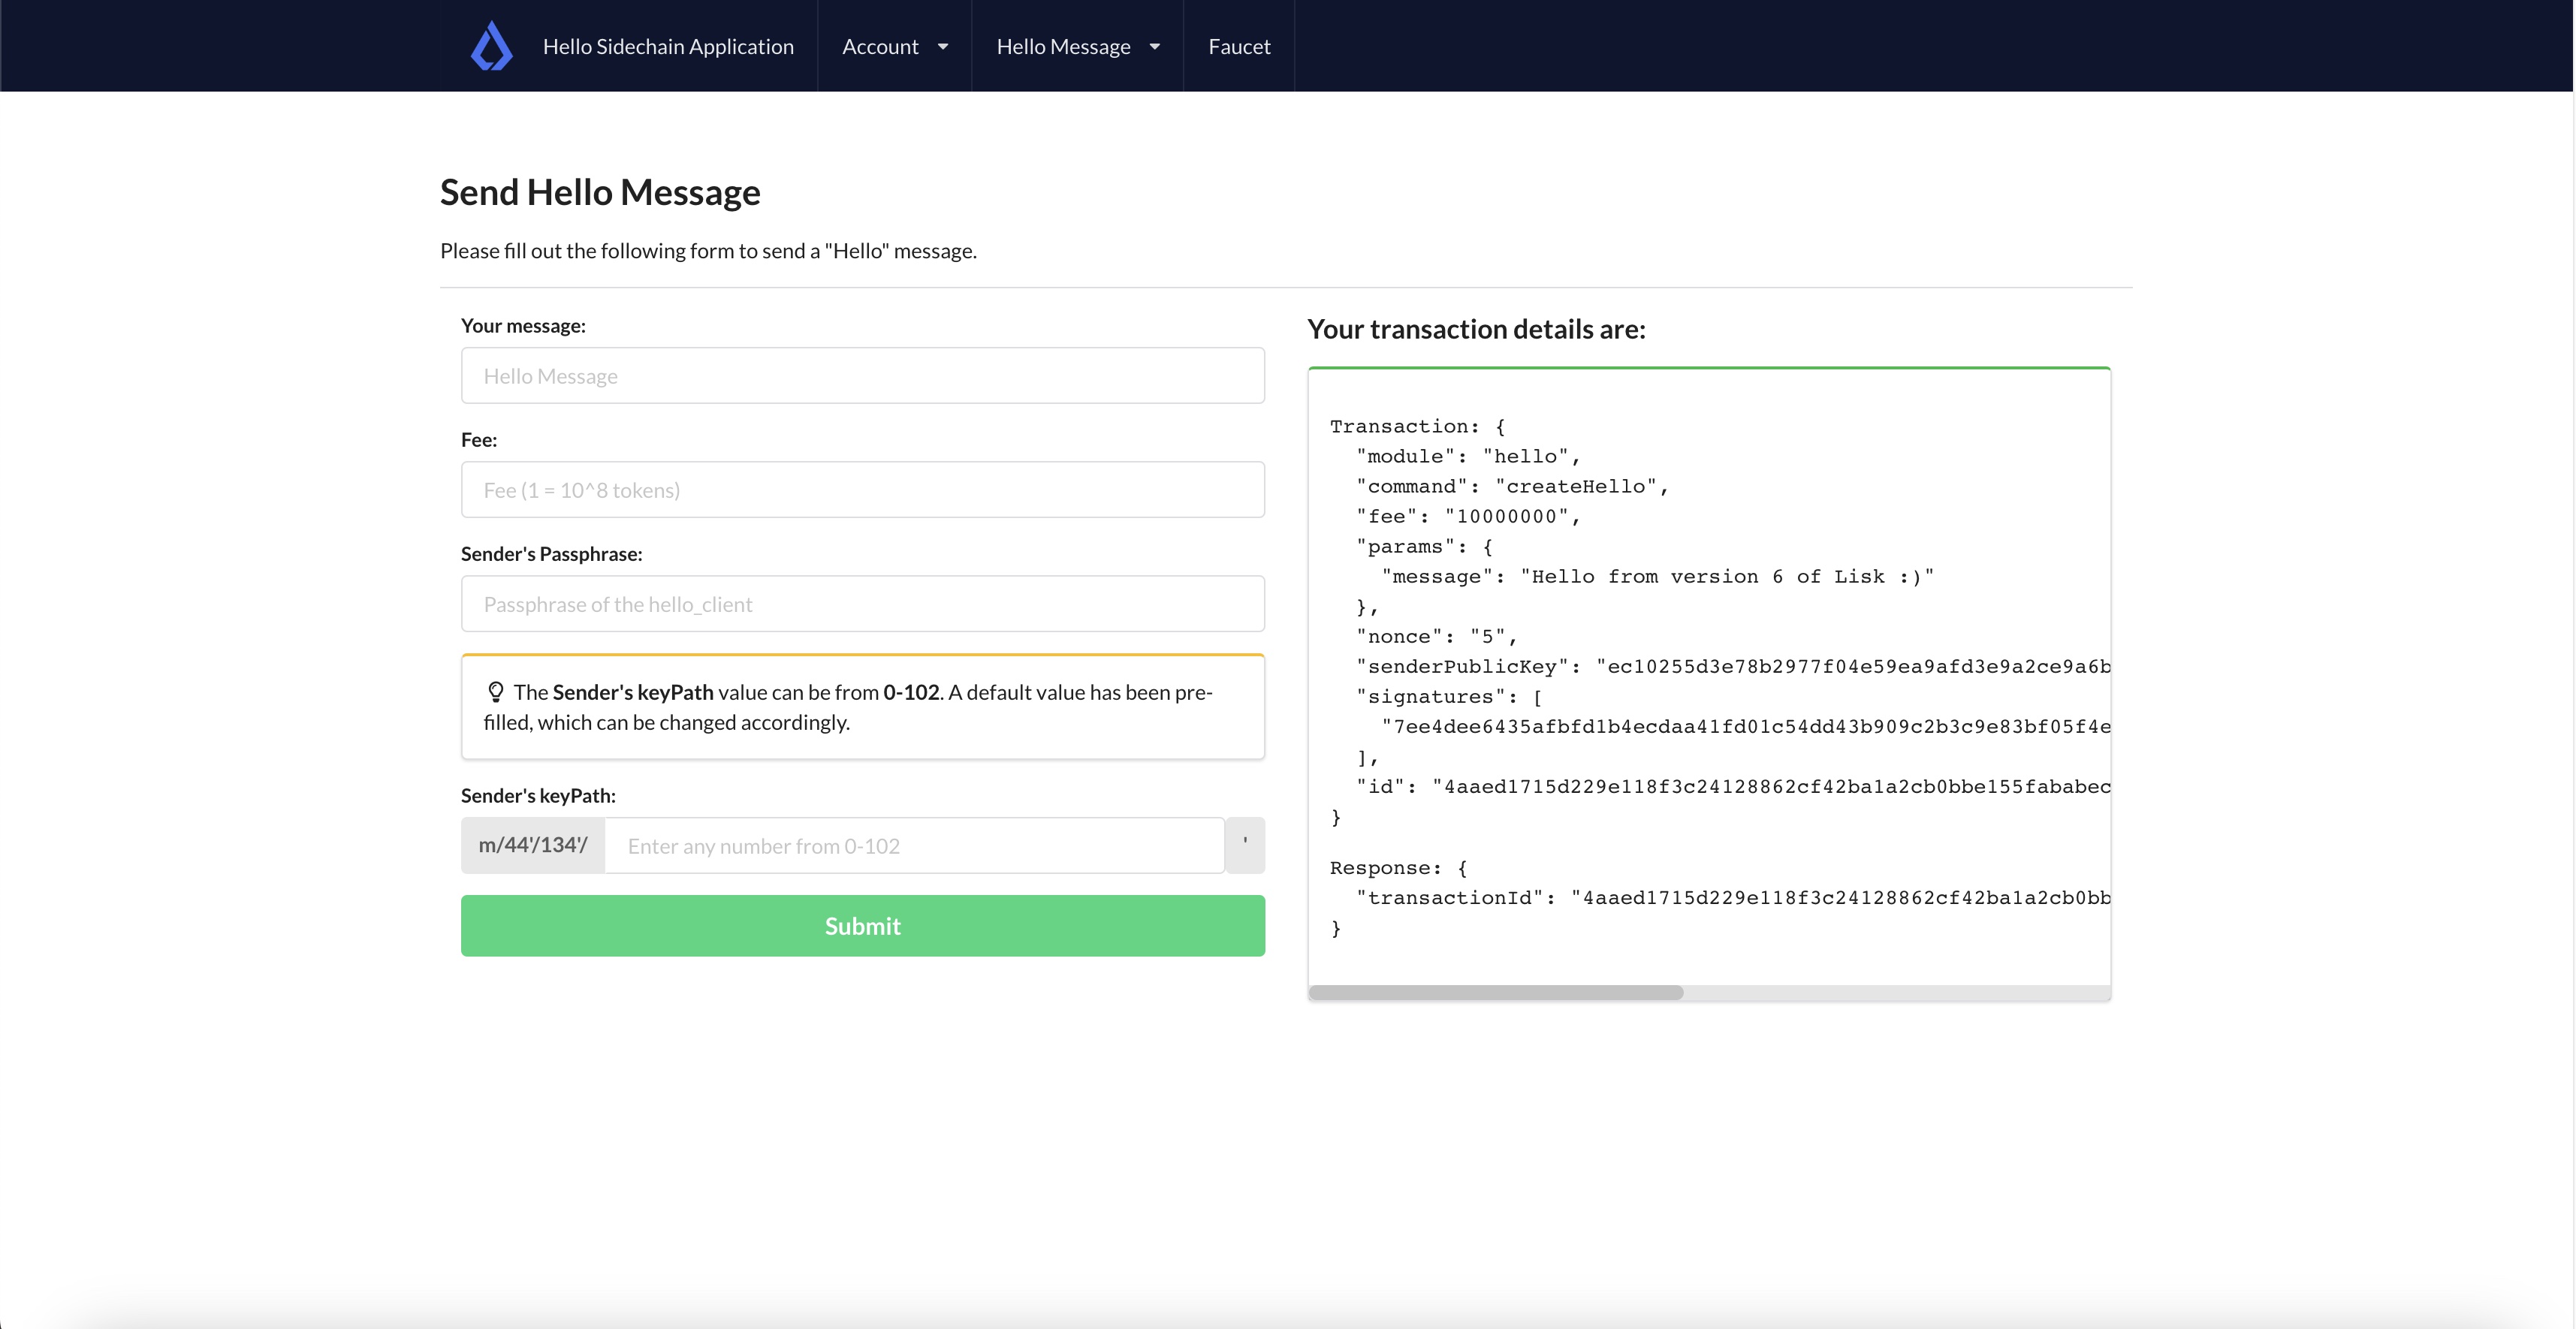 Hello Sidechain Application
Account
Hello Message
Faucet
Send Hello Message
Please fill out the following form to send a "Hello" message.
Your message:
Hello Message
Fee:
Fee (1 = 10^8 tokens)
Sender's Passphrase:
Passphrase of the hello_client
The Sender's keyPath value can be from 0-102. A default value has been pre-
filled, which can be changed accordingly.
Sender's keyPath:
m/44'/134'/ Enter any number from 0-102 '
Submit
Your transaction details are:
Transaction: {
"module": "hello",
"command": "createHello",
"fee": "10000000",
"params": {
"message": "Hello from version 6 of Lisk :)"
},
"nonce": "5",
"senderPublicKey": "ec10255d3e78b2977f04e59ea9afd3e9a2ce9a6b
"signatures": [
"7ee4dee6435afbfd1b4ecdaa41fd01c54dd43b909c2b3c9e83bf05f4e
],
"id": "4aaed1715d229e118f3c24128862cf42ba1a2cb0bbe155fababec
}
Response: {
"transactionId": "4aaed1715d229e118f3c24128862cf42ba1a2cb0bb
}